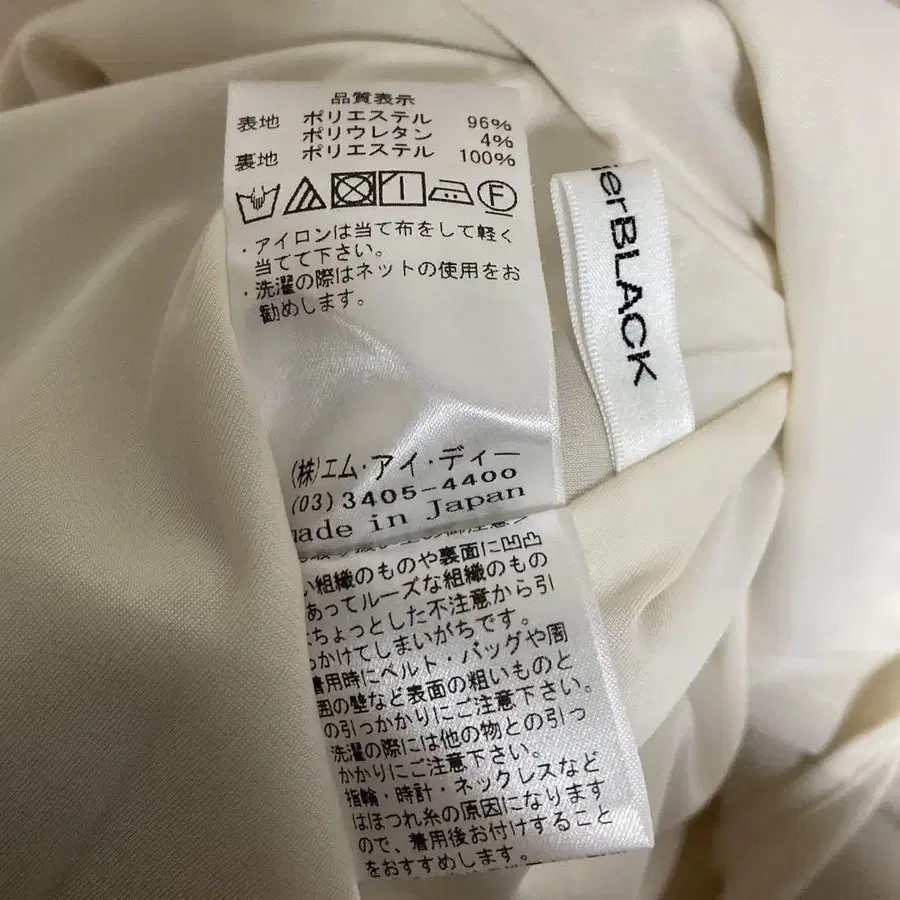 品質表示
表地 ポリエステル 96%
ポリウレタン 4%
裏地 ポリエステル 100%
F
・アイロンは当て布をして軽く
当てて下さい。
・洗濯の際はネットの使用をお
勧めします。
(株)エム・アイ・ディー
(03)3405-4400
made in Japan
い組織のものや裏面に凹凸
あってルーズな組織のもの
ちょっとした不注意から引
っかけてしまいがちです。
着用時にベルト・バッグや周
囲の壁など表面の粗いものと
の引っかかりにご注意下さい。
洗濯の際には他の物との引っ
かかりにご注意下さい。
指輪・時計・ネックレスなど
はほつれ糸の原因になります
ので、着用後お付けすること
をおすすめします。
ierBLACK